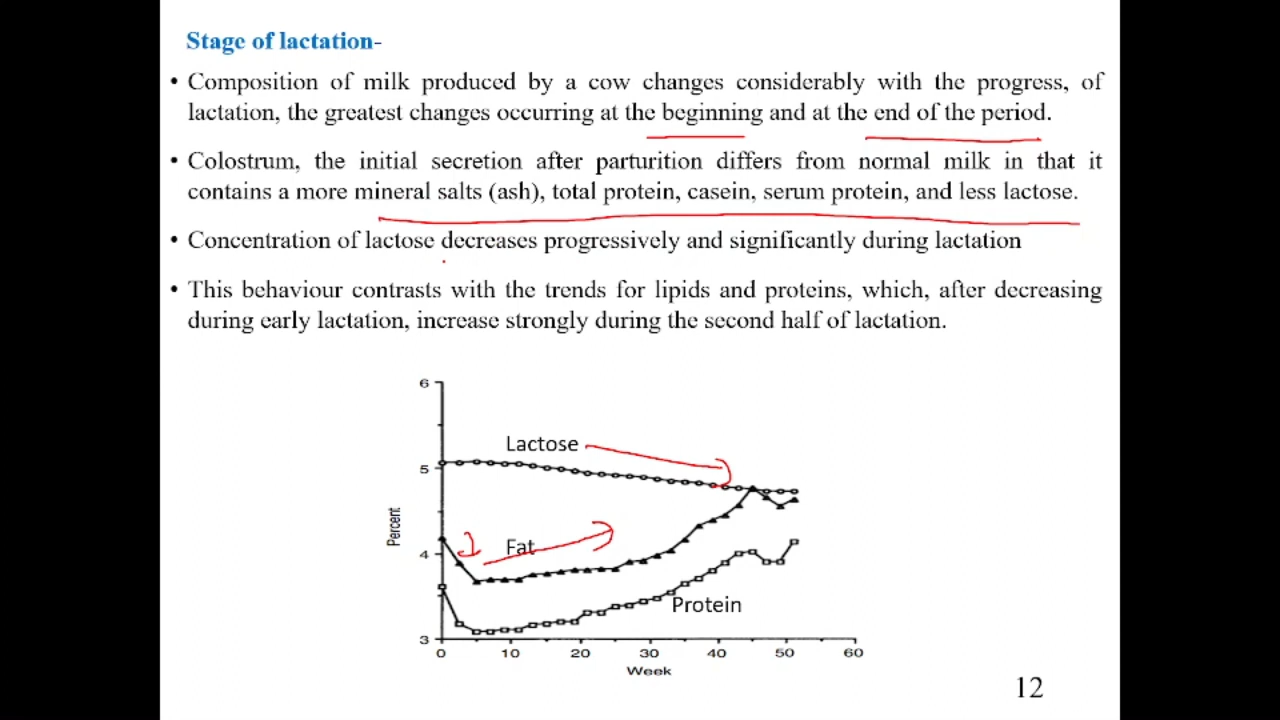 Stage of lactation-
• Composition of milk produced by a cow changes considerably with the progress, of
lactation, the greatest changes occurring at the beginning and at the end of the period.
• Colostrum, the initial secretion after parturition differs from normal milk in that it
contains a more mineral salts (ash), total protein, casein, serum protein, and less lactose.
• Concentration of lactose decreases progressively and significantly during lactation
• This behaviour contrasts with the trends for lipids and proteins, which, after decreasing
during early lactation, increase strongly during the second half of lactation.
6
Lactose
5
Percent
Fat
4
Protein
3
0 10 20 30 40 50 60
Week
12